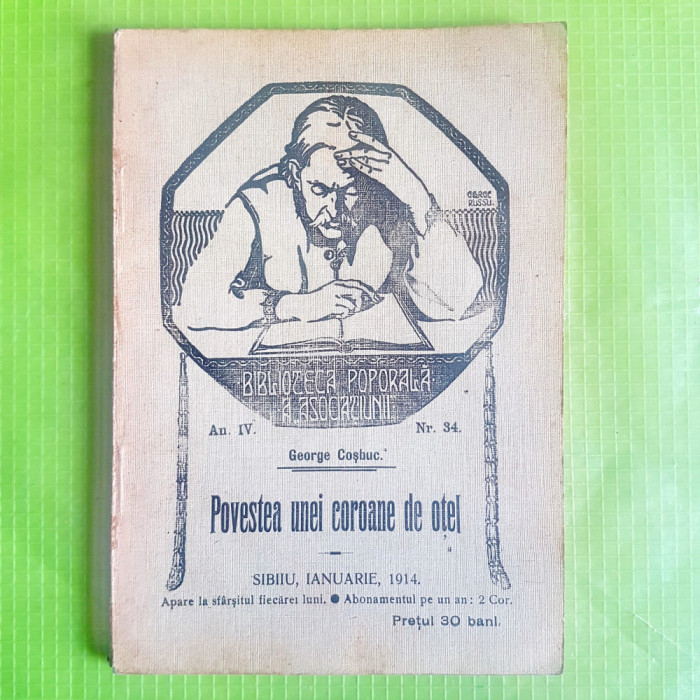 GEORGE
RUSSU.
BIBLIOTECA POPORALĂ
A ASOCIAȚIUNII
An. IV. Nr. 34.
George Coșbuc.
Povestea unei coroane de oțel
SIBIIU, IANUARIE, 1914.
Apare la sfârșitul fiecărei luni. ● Abonamentul pe un an: 2 Cor.
Prețul 30 bani.